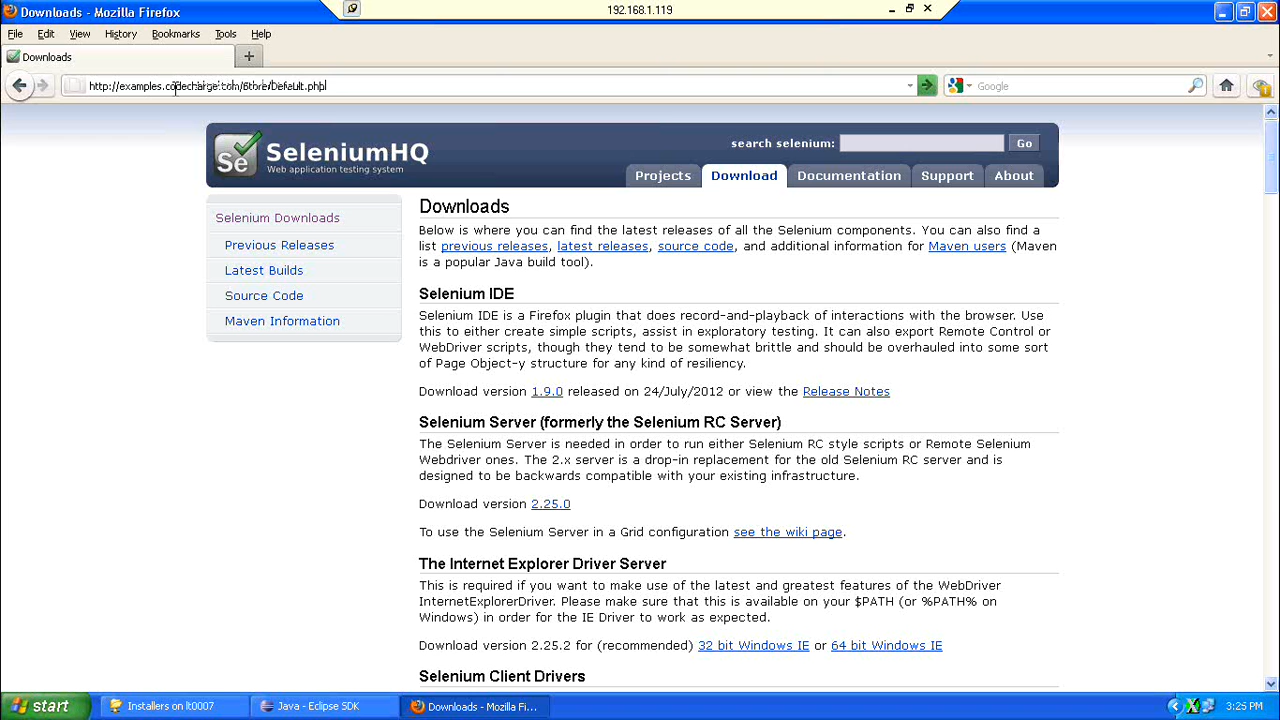 Downloads - Mozilla Firefox
192.168.1.119
File Edit View History Bookmarks Tools Help
Downloads
http://examples.codecharge.com/Store/Default.php
Google
Se SeleniumHQ
Web application testing system
search selenium:
Go
Projects Download Documentation Support About
Selenium Downloads
Previous Releases
Latest Builds
Source Code
Maven Information
Downloads
Below is where you can find the latest releases of all the Selenium components. You can also find a
list previous releases, latest releases, source code, and additional information for Maven users (Maven
is a popular Java build tool).
Selenium IDE
Selenium IDE is a Firefox plugin that does record-and-playback of interactions with the browser. Use
this to either create simple scripts, assist in exploratory testing. It can also export Remote Control or
WebDriver scripts, though they tend to be somewhat brittle and should be overhauled into some sort
of Page Object-y structure for any kind of resiliency.
Download version 1.9.0 released on 24/July/2012 or view the Release Notes
Selenium Server (formerly the Selenium RC Server)
The Selenium Server is needed in order to run either Selenium RC style scripts or Remote Selenium
Webdriver ones. The 2.x server is a drop-in replacement for the old Selenium RC server and is
designed to be backwards compatible with your existing infrastructure.
Download version 2.25.0
To use the Selenium Server in a Grid configuration see the wiki page.
The Internet Explorer Driver Server
This is required if you want to make use of the latest and greatest features of the WebDriver
InternetExplorerDriver. Please make sure that this is available on your $PATH (or %PATH% on
Windows) in order for the IE Driver to work as expected.
Download version 2.25.2 for (recommended) 32 bit Windows IE or 64 bit Windows IE
Selenium Client Drivers
start
Installers on lt0007
Java - Eclipse SDK
Downloads - Mozilla Fi...
3:25 PM